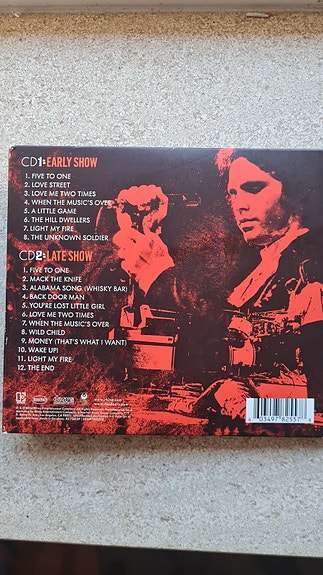 CD1: EARLY SHOW
1. FIVE TO ONE
2. LOVE STREET
3. LOVE ME TWO TIMES
4. WHEN THE MUSIC'S OVER
5. A LITTLE GAME
6. THE HILL DWELLERS
7. LIGHT MY FIRE
8. THE UNKNOWN SOLDIER
CD2: LATE SHOW
1. FIVE TO ONE
2. MACK THE KNIFE
3. ALABAMA SONG (WHISKY BAR)
4. BACK DOOR MAN
5. YOU'RE LOST LITTLE GIRL
6. LOVE ME TWO TIMES
7. WHEN THE MUSIC'S OVER
8. WILD CHILD
9. MONEY (THAT'S WHAT I WANT)
10. WAKE UP!
11. LIGHT MY FIRE
12. THE END
03497 82557